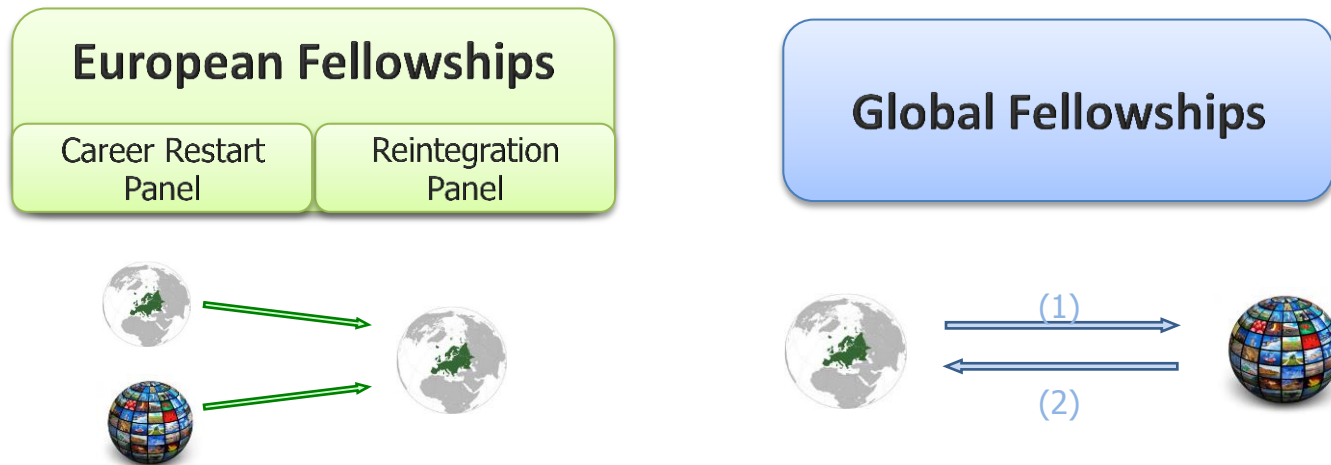 European Fellowships
Career Restart
Panel
Reintegration
Panel
Global Fellowships
(1)
(2)